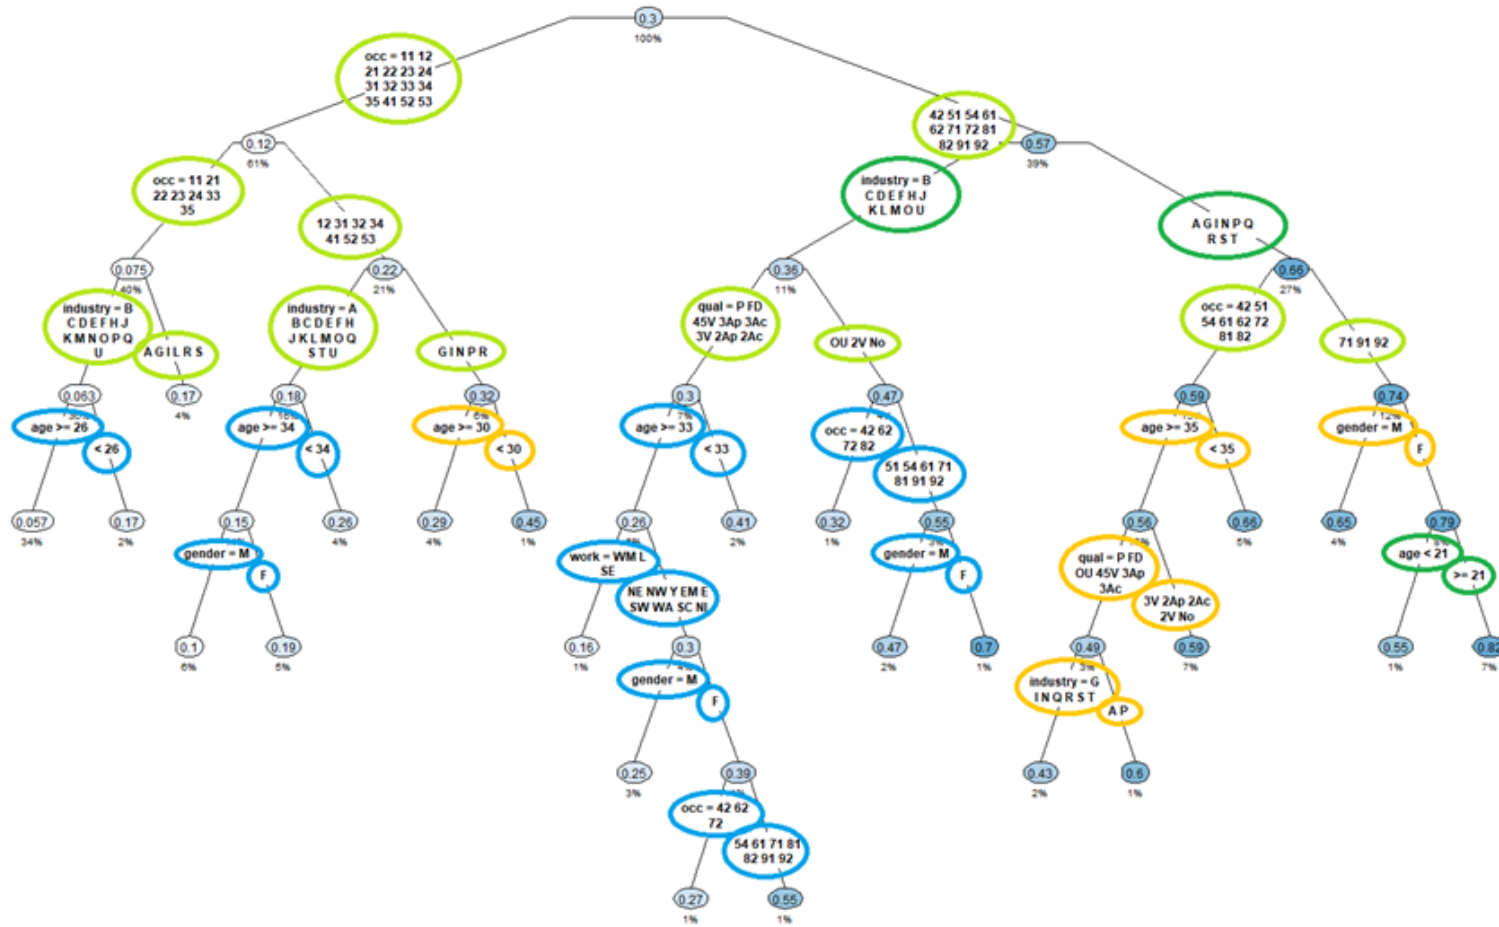 0.3
100%
occ = 11 12
21 22 23 24
31 32 33 34
35 41 52 53
42 51 54 61
62 71 72 81
82 91 92
0.12
61%
0.57
39%
occ = 11 21
22 23 24 33
35
12 31 32 34
41 52 53
industry = B
C D E F H J
K L M O U
A G I N P Q
R S T
0.075
40%
0.22
21%
0.36
11%
0.66
27%
industry = B
C D E F H J
K M N O P Q
U
A G I L R S
industry = A
B C D E F H
J K L M O Q
S T U
G I N P R
qual = P FD
45V 3Ap 3Ac
3V 2Ap 2Ac
OU 2V No
occ = 42 51
54 61 62 72
81 82
71 91 92
0.063
0.17
4%
0.18
0.32
6%
0.3
7%
0.47
0.59
0.74
12%
age >= 26
< 26
age >= 34
< 34
age >= 30
< 30
age >= 33
< 33
occ = 42 62
72 82
51 54 61 71
81 91 92
age >= 35
< 35
gender = M
F
0.057
34%
0.17
2%
0.15
0.26
4%
0.29
4%
0.45
1%
0.26
0.41
2%
0.32
1%
0.55
3%
0.56
0.66
5%
0.65
4%
0.79
gender = M
F
work = WM L
SE
NE NW Y EM E
SW WA SC NI
gender = M
F
qual = P FD
OU 45V 3Ap
3Ac
3V 2Ap 2Ac
2V No
age < 21
>= 21
0.1
6%
0.19
5%
0.16
1%
0.3
4%
0.47
2%
0.7
1%
0.49
3%
0.59
7%
0.55
1%
0.82
7%
gender = M
F
industry = G
I N Q R S T
A P
0.25
3%
0.39
0.43
2%
0.6
1%
occ = 42 62
72
54 61 71 81
82 91 92
0.27
1%
0.55
1%